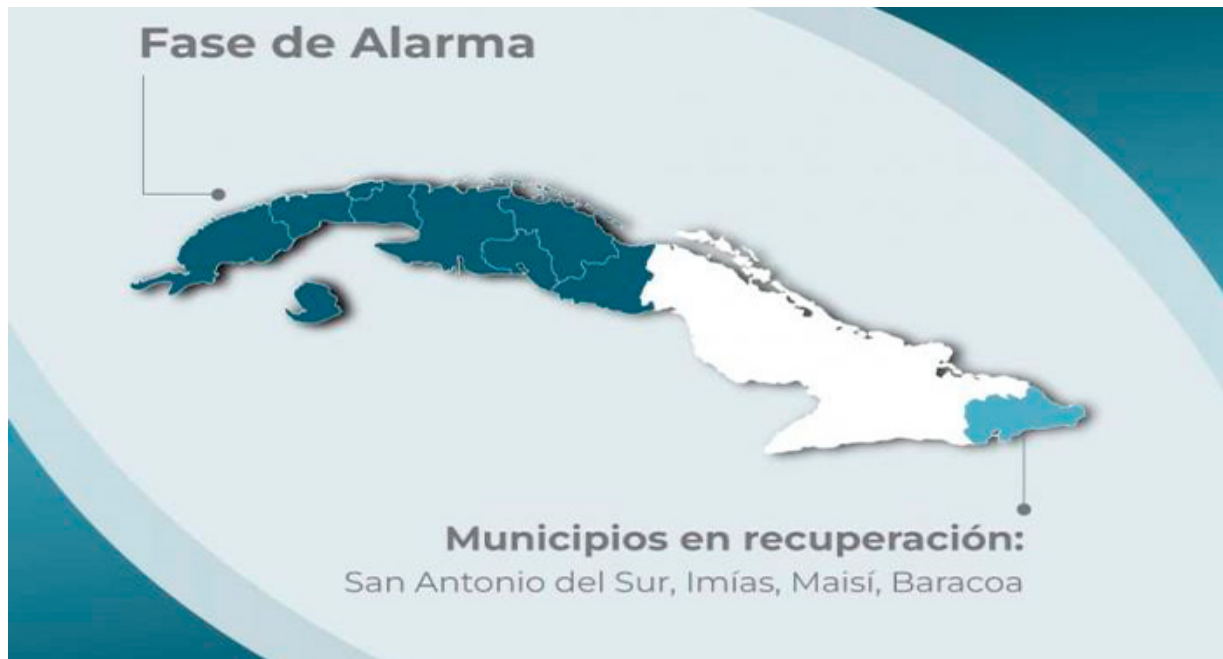 Fase de Alarma
Municipios en recuperación:
San Antonio del Sur, Imías, Maisí, Baracoa